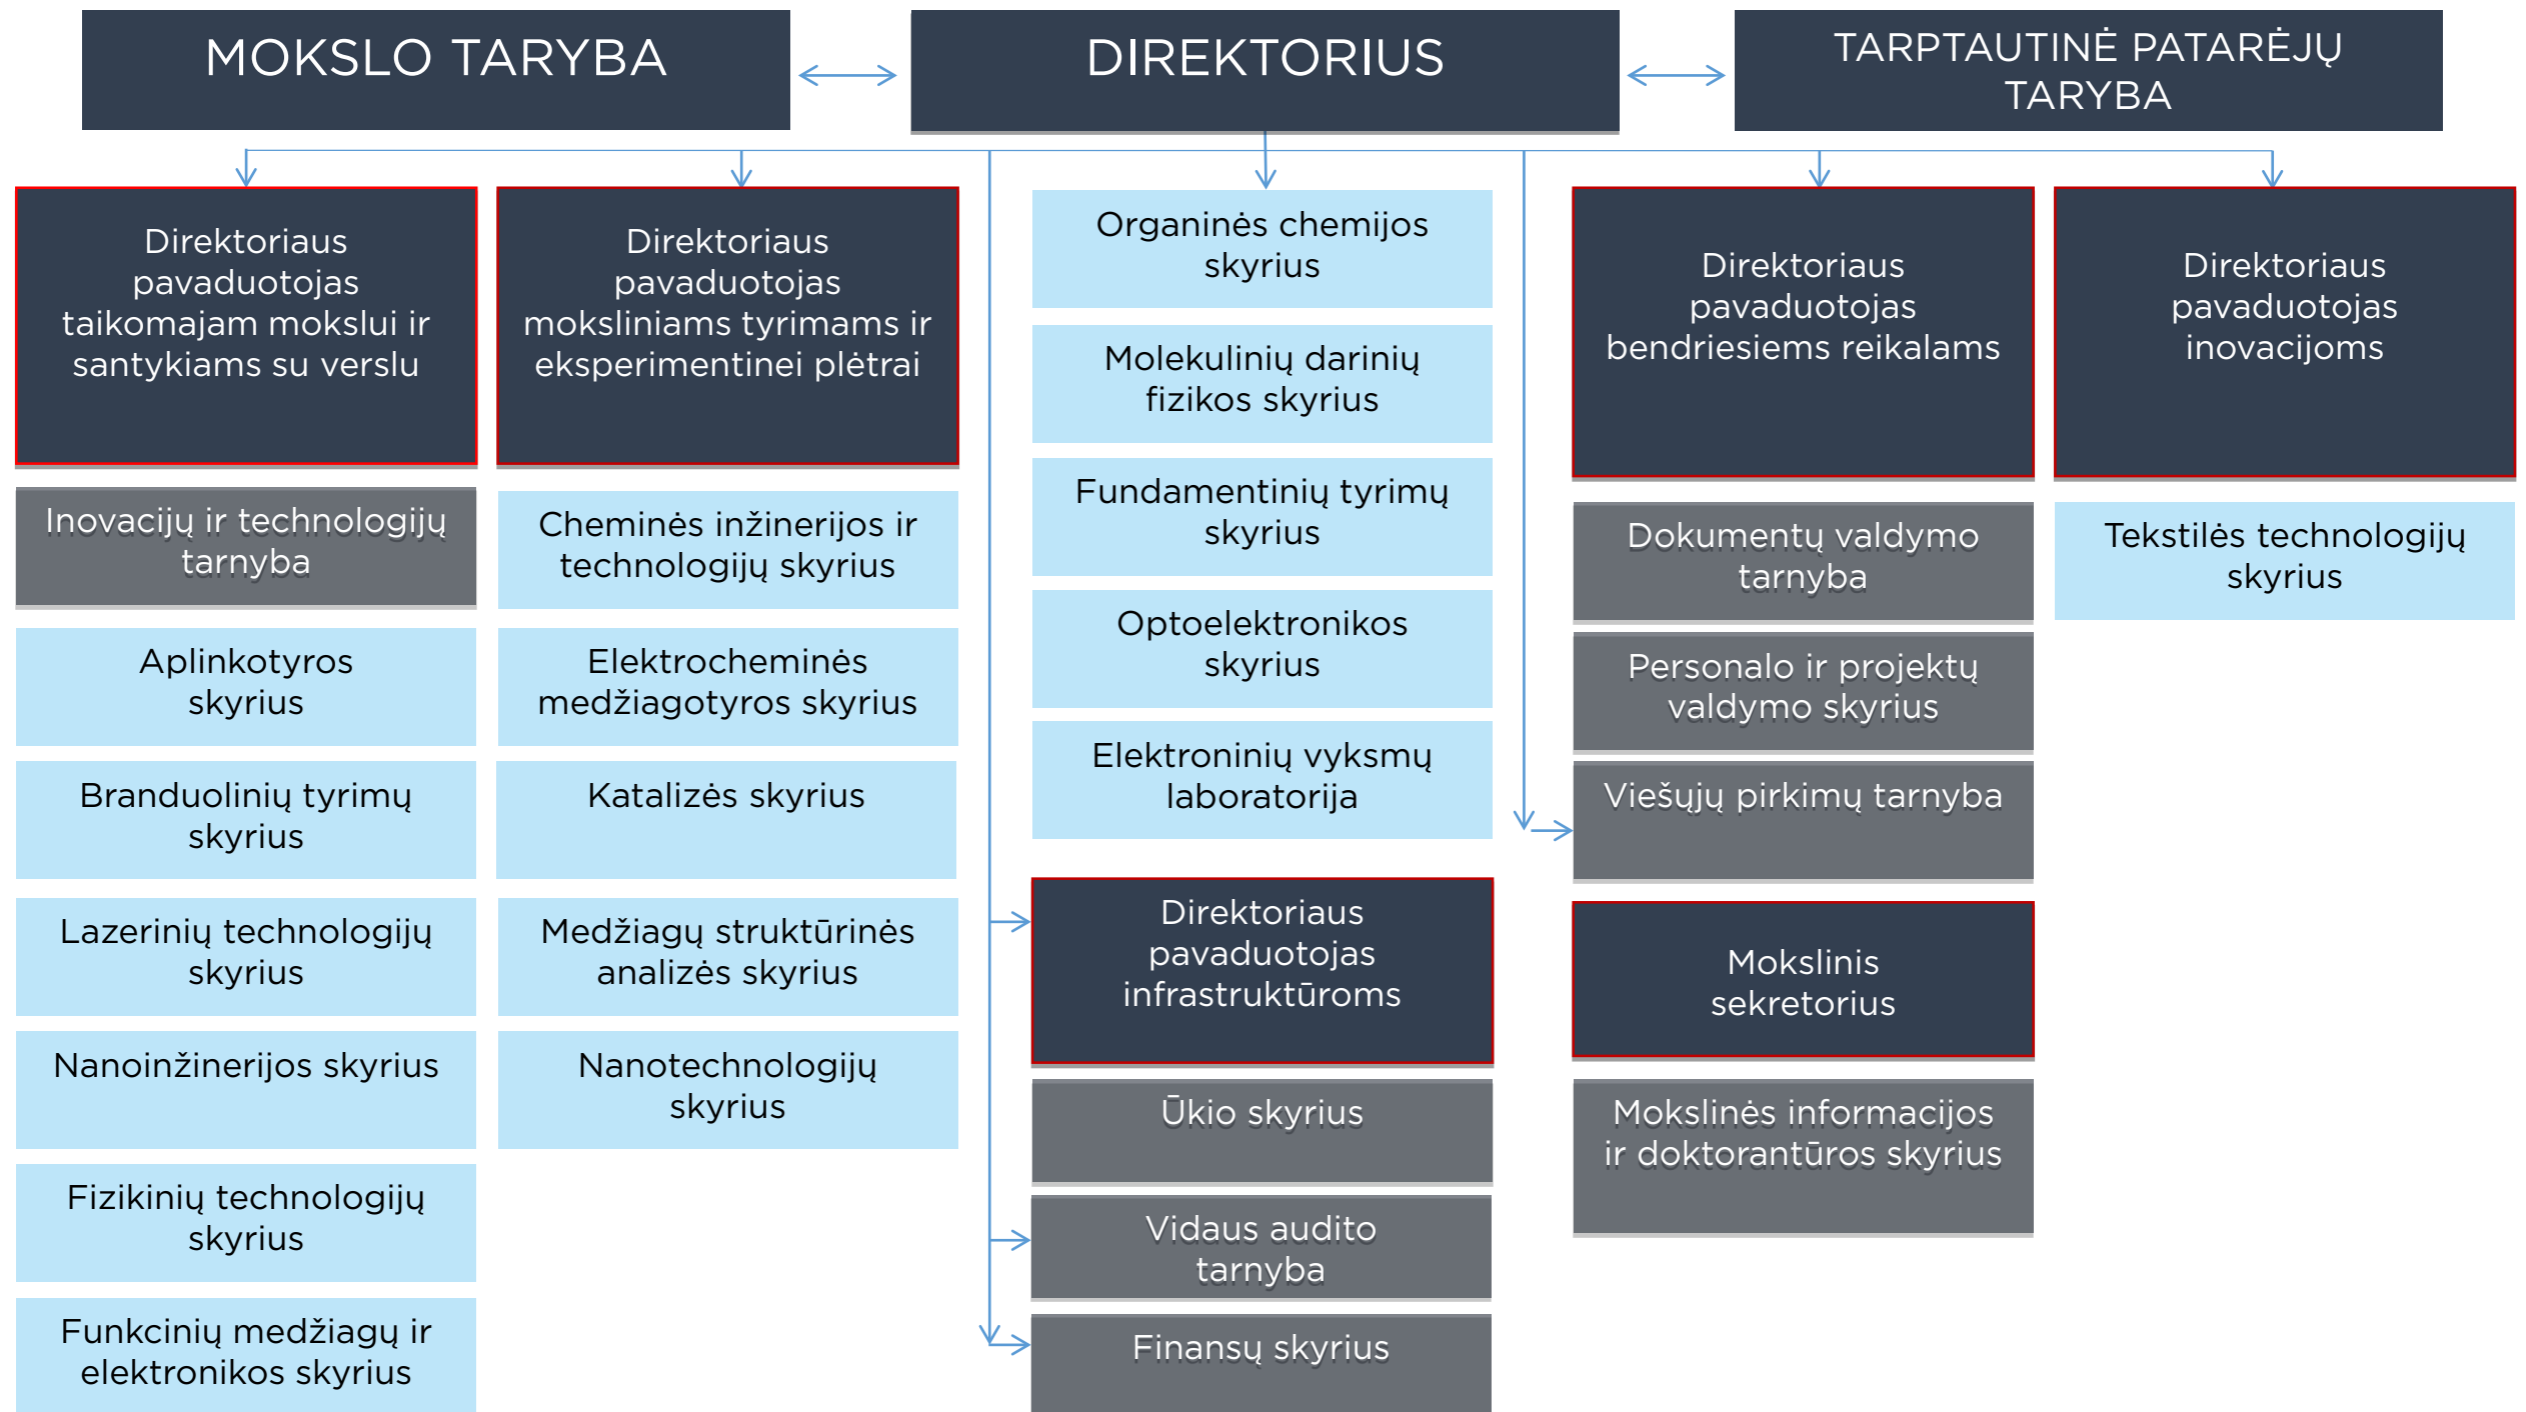 MOKSLO TARYBA
DIREKTORIUS
TARPTAUTINĖ PATARĖJŲ
TARYBA
Direktoriaus
pavaduotojas
taikomajam mokslui ir
santykiams su verslu
Inovacijų ir technologijų
tarnyba
Aplinkotyros
skyrius
Branduolinių tyrimų
skyrius
Lazerinių technologijų
skyrius
Nanoinžinerijos skyrius
Fizikinių technologijų
skyrius
Funkcinių medžiagų ir
elektronikos skyrius
Direktoriaus
pavaduotojas
moksliniams tyrimams ir
eksperimentinei plėtrai
Cheminės inžinerijos ir
technologijų skyrius
Elektrocheminės
medžiagotyros skyrius
Katalizės skyrius
Medžiagų struktūrinės
analizės skyrius
Nanotechnologijų
skyrius
Organinės chemijos
skyrius
Molekulinių darinių
fizikos skyrius
Fundamentinių tyrimų
skyrius
Optoelektronikos
skyrius
Elektroninių vyksmų
laboratorija
Direktoriaus
pavaduotojas
infrastruktūroms
Ūkio skyrius
Vidaus audito
tarnyba
Finansų skyrius
Direktoriaus
pavaduotojas
bendriesiems reikalams
Dokumentų valdymo
tarnyba
Personalo ir projektų
valdymo skyrius
Viešųjų pirkimų tarnyba
Mokslinis
sekretorius
Mokslinės informacijos
ir doktorantūros skyrius
Direktoriaus
pavaduotojas
inovacijoms
Tekstilės technologijų
skyrius